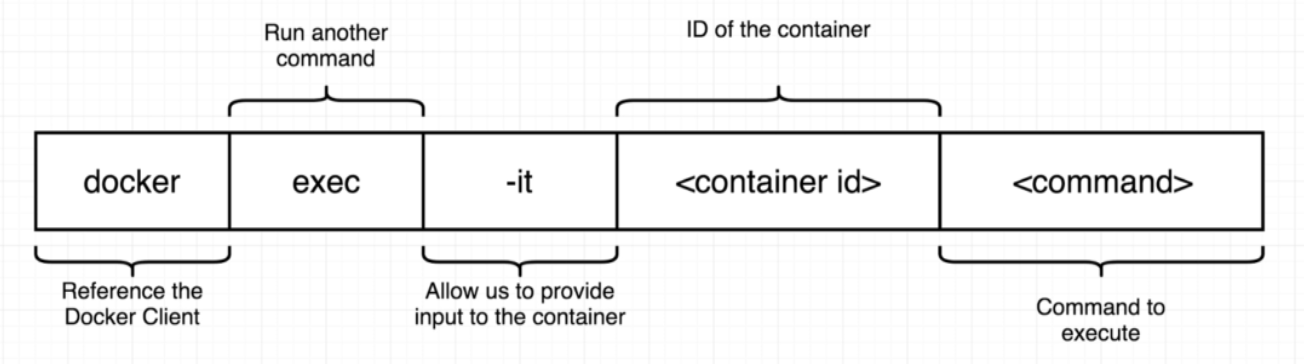 Run another
command
ID of the container
docker
exec
-it
<container id>
<command>
Reference the
Docker Client
Allow us to provide
input to the container
Command to
execute